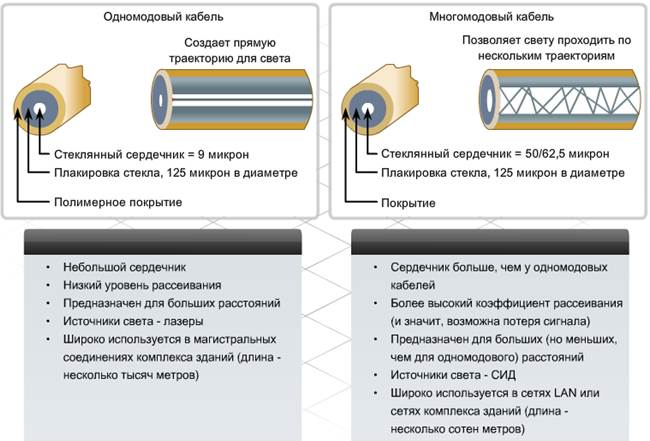 Одномодовый кабель
Создает прямую
траекторию для света
Стеклянный сердечник = 9 микрон
Плакировка стекла, 125 микрон в диаметре
Полимерное покрытие
Многомодовый кабель
Позволяет свету проходить по
нескольким траекториям
Стеклянный сердечник = 50/62,5 микрон
Плакировка стекла, 125 микрон в диаметре
Покрытие
• Небольшой сердечник
• Низкий уровень рассеивания
• Предназначен для больших расстояний
• Источники света - лазеры
• Широко используется в магистральных
соединениях комплекса зданий (длина -
несколько тысяч метров)
• Сердечник больше, чем у одномодовых
кабелей
• Более высокий коэффициент рассеивания
(и значит, возможна потеря сигнала)
• Предназначен для больших (но меньших,
чем для одномодового) расстояний
• Источники света - СИД
• Широко используется в сетях LAN или
сетях комплекса зданий (длина -
несколько сотен метров)